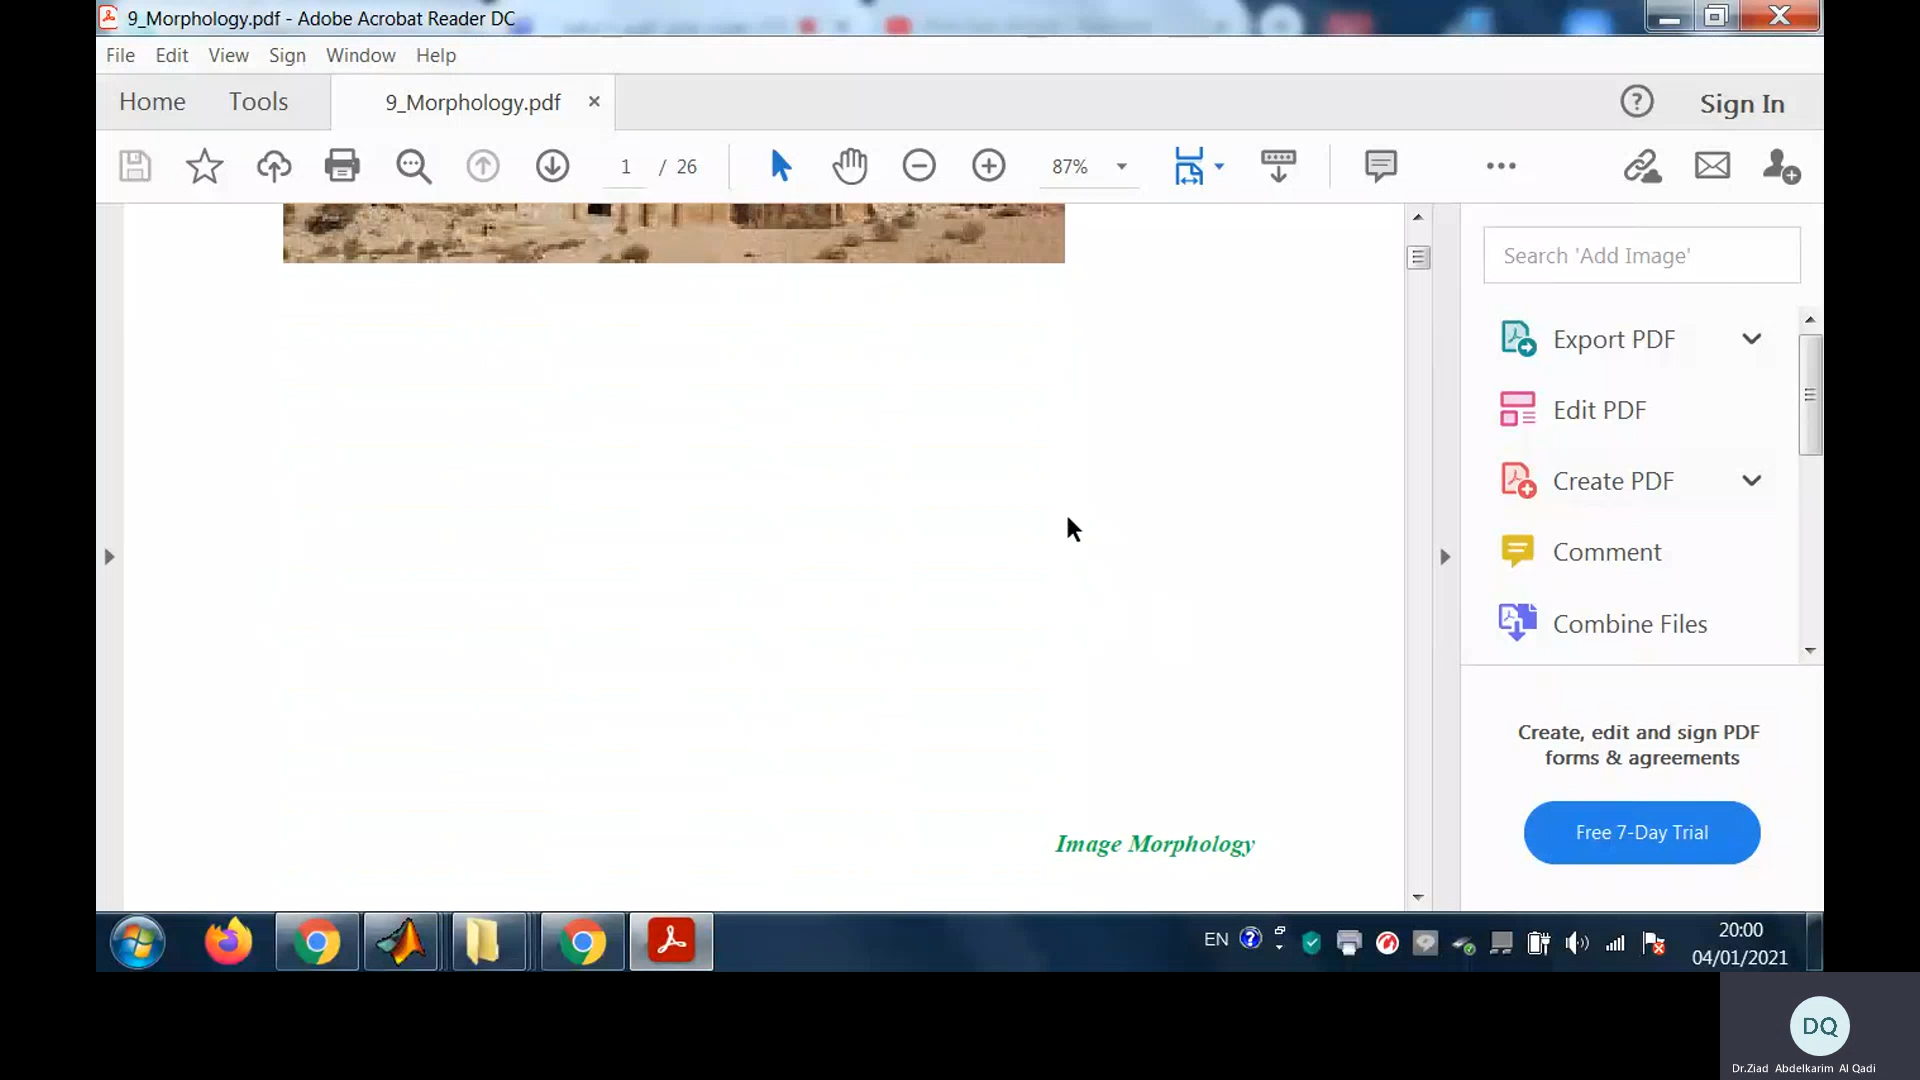 9_Morphology.pdf - Adobe Acrobat Reader DC
File Edit View Sign Window Help
Home Tools 9_Morphology.pdf × Sign In
1 / 26 87%
Search 'Add Image'
Export PDF
Edit PDF
Create PDF
Comment
Combine Files
Create, edit and sign PDF
forms & agreements
Free 7-Day Trial
Image Morphology
EN 20:00
04/01/2021
DQ
Dr.Ziad Abdelkarim Al Qadi